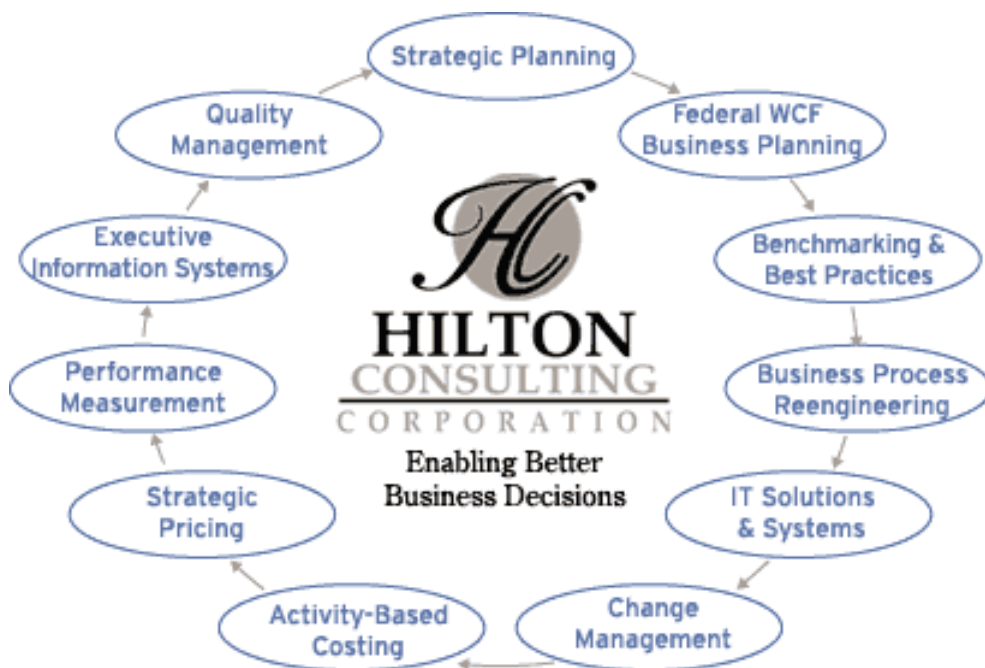 Strategic Planning
Federal WCF
Business Planning
Benchmarking &
Best Practices
Business Process
Reengineering
IT Solutions
& Systems
Change
Management
Activity-Based
Costing
Strategic
Pricing
Performance
Measurement
Executive
Information Systems
Quality
Management
HC
HILTON
CONSULTING
CORPORATION
Enabling Better
Business Decisions